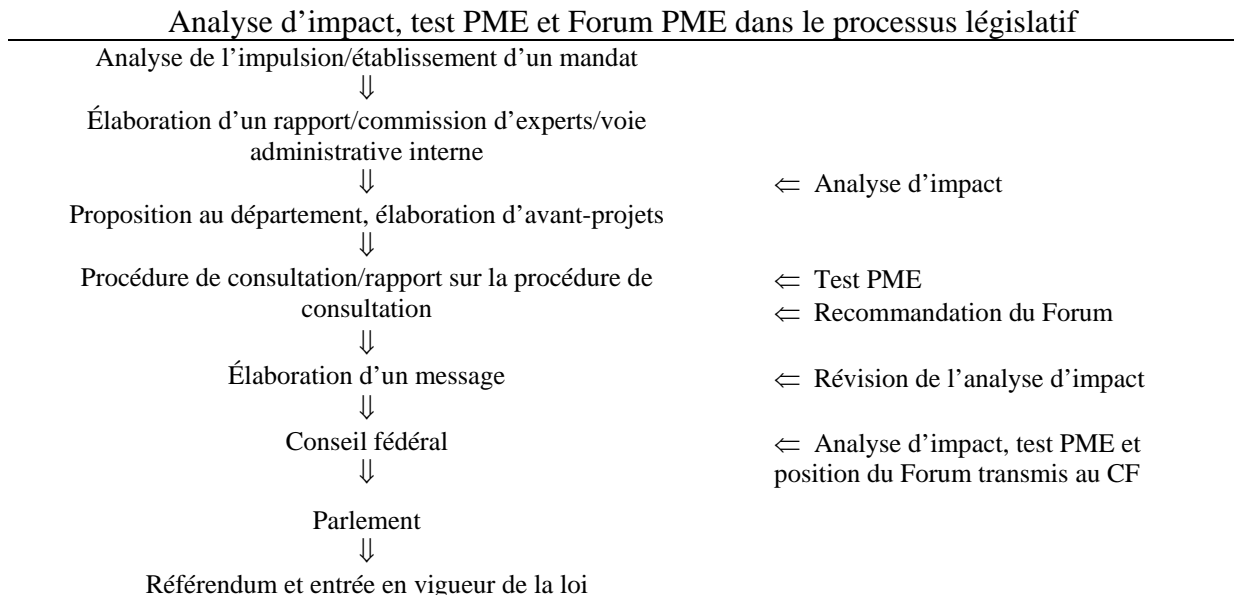 Analyse d’impact, test PME et Forum PME dans le processus législatif
Analyse de l’impulsion/établissement d’un mandat
⇓
Élaboration d’un rapport/commission d’experts/voie
administrative interne
⇓
⇐ Analyse d’impact
Proposition au département, élaboration d’avant-projets
⇓
Procédure de consultation/rapport sur la procédure de
consultation
⇐ Test PME
⇐ Recommandation du Forum
⇓
Élaboration d’un message
⇐ Révision de l’analyse d’impact
⇓
Conseil fédéral
⇐ Analyse d’impact, test PME et
position du Forum transmis au CF
⇓
Parlement
⇓
Référendum et entrée en vigueur de la loi